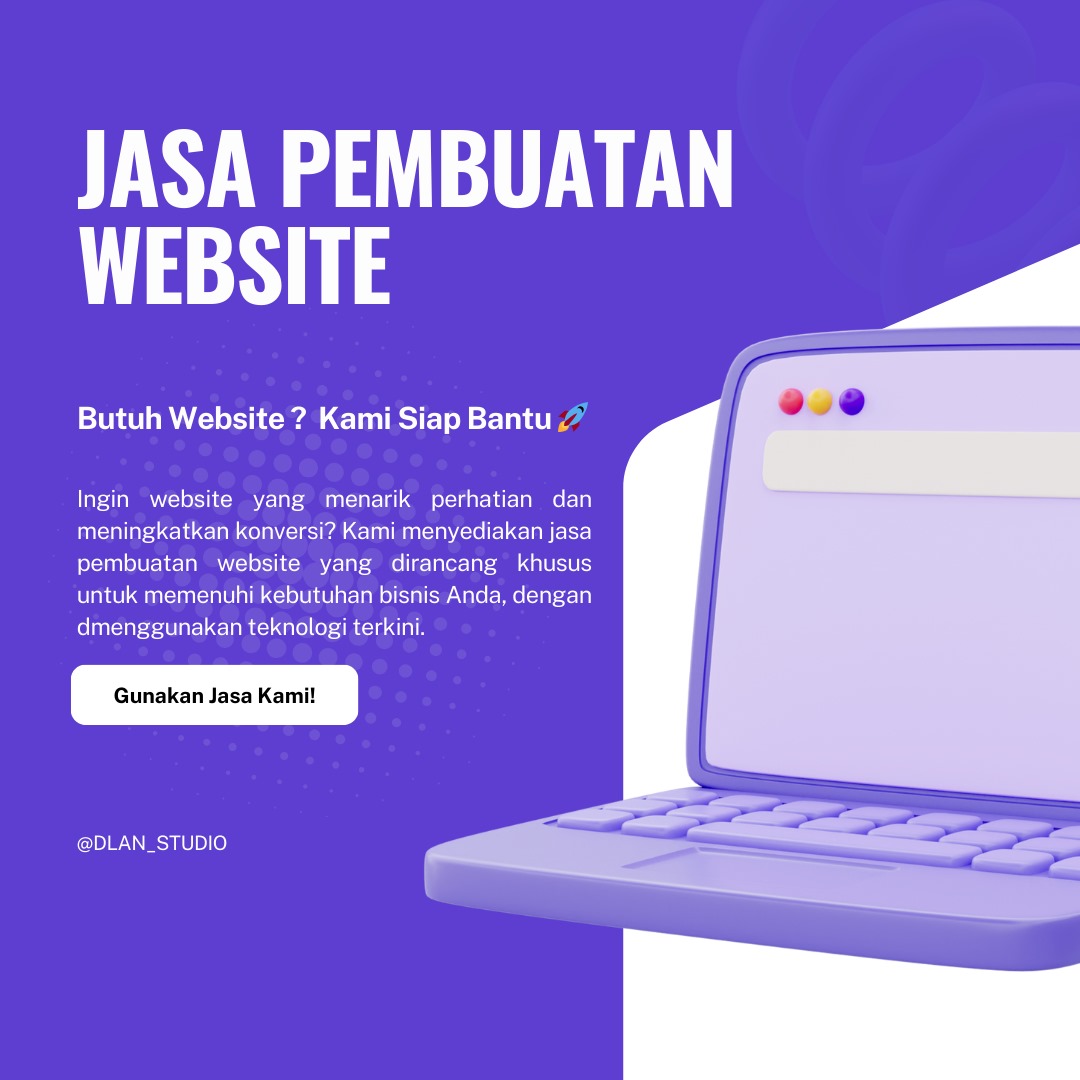 JASA PEMBUATAN
WEBSITE
Butuh Website ? Kami Siap Bantu🚀
Ingin website yang menarik perhatian dan
meningkatkan konversi? Kami menyediakan jasa
pembuatan website yang dirancang khusus
untuk memenuhi kebutuhan bisnis Anda, dengan
dmenggunakan teknologi terkini.
Gunakan Jasa Kami!
@DLAN_STUDIO